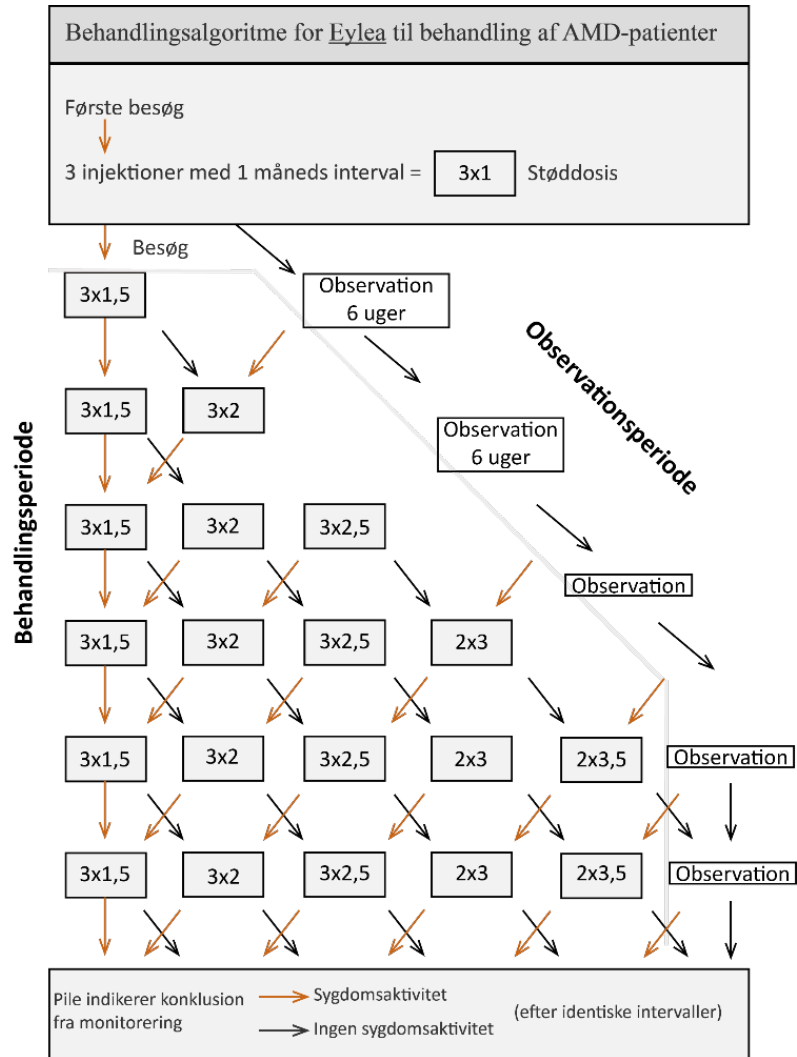 Behandlingsalgoritme for Eylea til behandling af AMD-patienter
Første besøg
3 injektioner med 1 måneds interval = 3x1 Støddosis
Besøg
3x1,5
Observation
6 uger
3x1,5 3x2
Observation
6 uger
Observationsperiode
Behandlingsperiode
3x1,5 3x2 3x2,5
Observation
3x1,5 3x2 3x2,5 2x3
3x1,5 3x2 3x2,5 2x3 2x3,5 Observation
3x1,5 3x2 3x2,5 2x3 2x3,5 Observation
Pile indikerer konklusion
fra monitorering
Sygdomsaktivitet
Ingen sygdomsaktivitet
(efter identiske intervaller)